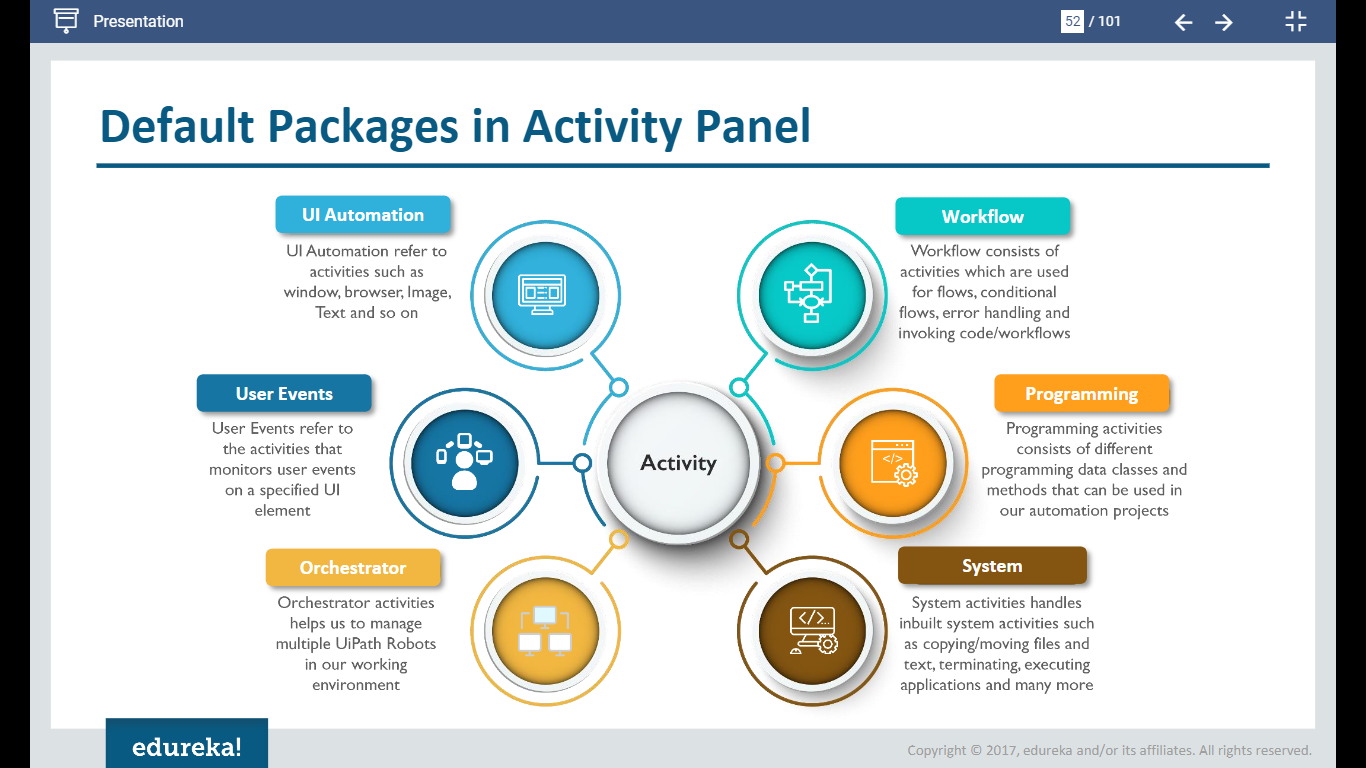 Presentation
52 / 101
Default Packages in Activity Panel
UI Automation
UI Automation refer to
activities such as
window, browser, Image,
Text and so on
Workflow
Workflow consists of
activities which are used
for flows, conditional
flows, error handling and
invoking code/workflows
User Events
User Events refer to
the activities that
monitors user events
on a specified UI
element
Activity
Programming
</>
Programming activities
consists of different
programming data classes and
methods that can be used in
our automation projects
Orchestrator
Orchestrator activities
helps us to manage
multiple UiPath Robots
in our working
environment
System
</>
System activities handles
inbuilt system activities such
as copying/moving files and
text, terminating, executing
applications and many more
edureka!
Copyright © 2017, edureka and/or its affiliates. All rights reserved.